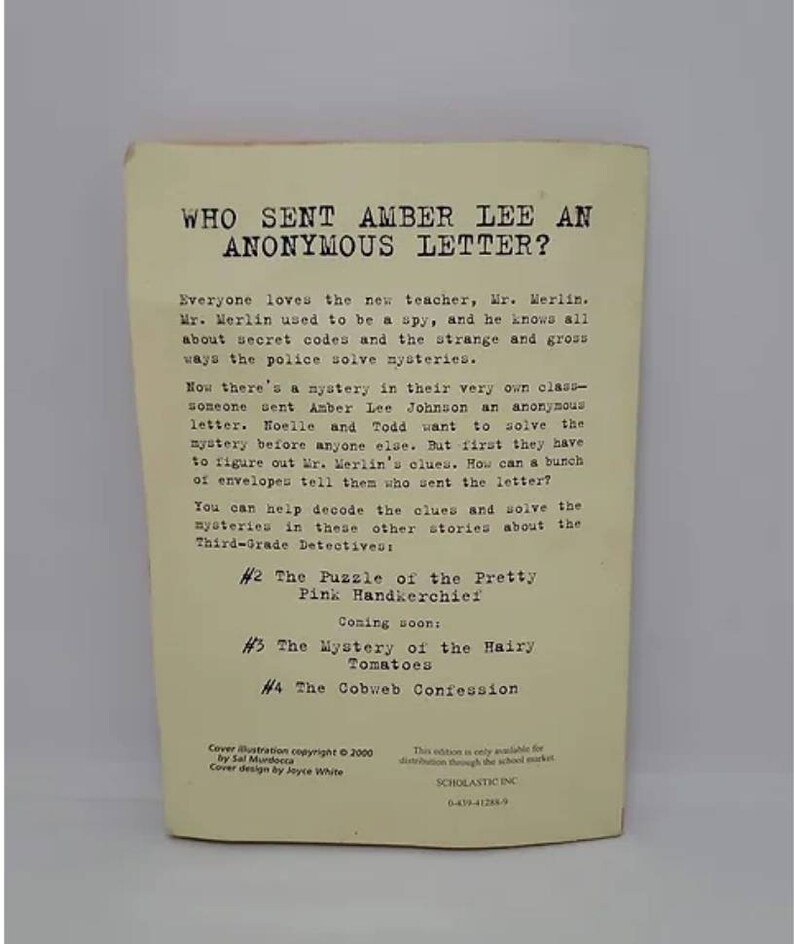 WHO SENT AMBER LEE AN
ANONYMOUS LETTER?
Everyone loves the new teacher, Mr. Merlin.
Mr. Merlin used to be a spy, and he knows all
about secret codes and the strange and gross
ways the police solve mysteries.
Now there's a mystery in their very own class—
someone sent Amber Lee Johnson an anonymous
letter. Noelle and Todd want to solve the
mystery before anyone else. But first they have
to figure out Mr. Merlin's clues. How can a bunch
of envelopes tell them who sent the letter?
You can help decode the clues and solve the
mysteries in these other stories about the
Third-Grade Detectives:
#2 The Puzzle of the Pretty
Pink Handkerchief
Coming soon:
#3 The Mystery of the Hairy
Tomatoes
#4 The Cobweb Confession
Cover illustration copyright © 2000
by Sal Murdocca
Cover design by Joyce White
This edition is only available for
distribution through the school market.
SCHOLASTIC INC
0-439-41288-9